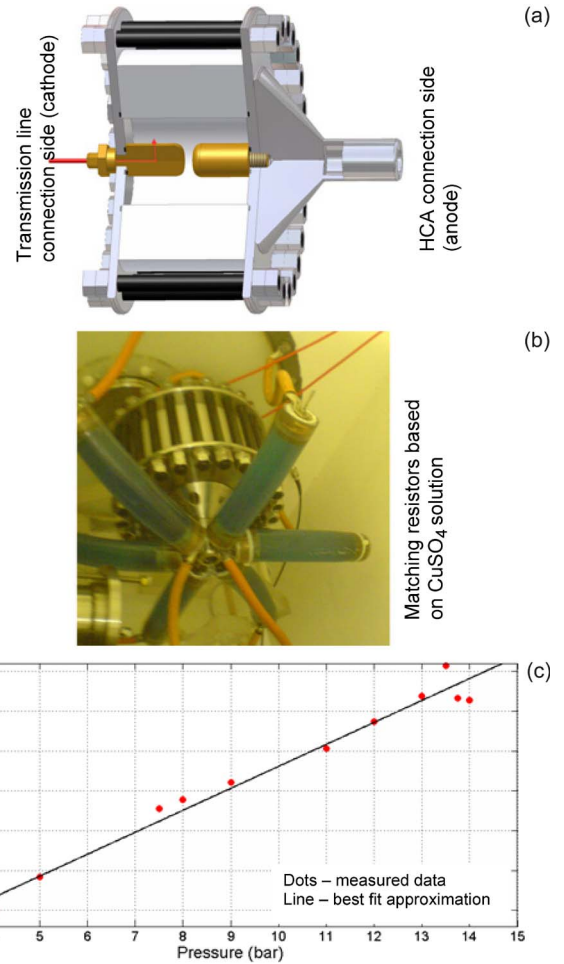 (a)
Transmission line
connection side (cathode)
HCA connection side
(anode)
(b)
Matching resistors based
on CuSO₄ solution
(c)
Dots – measured data
Line – best fit approximation
5 6 7 8 9 10 11 12 13 14 15
Pressure (bar)